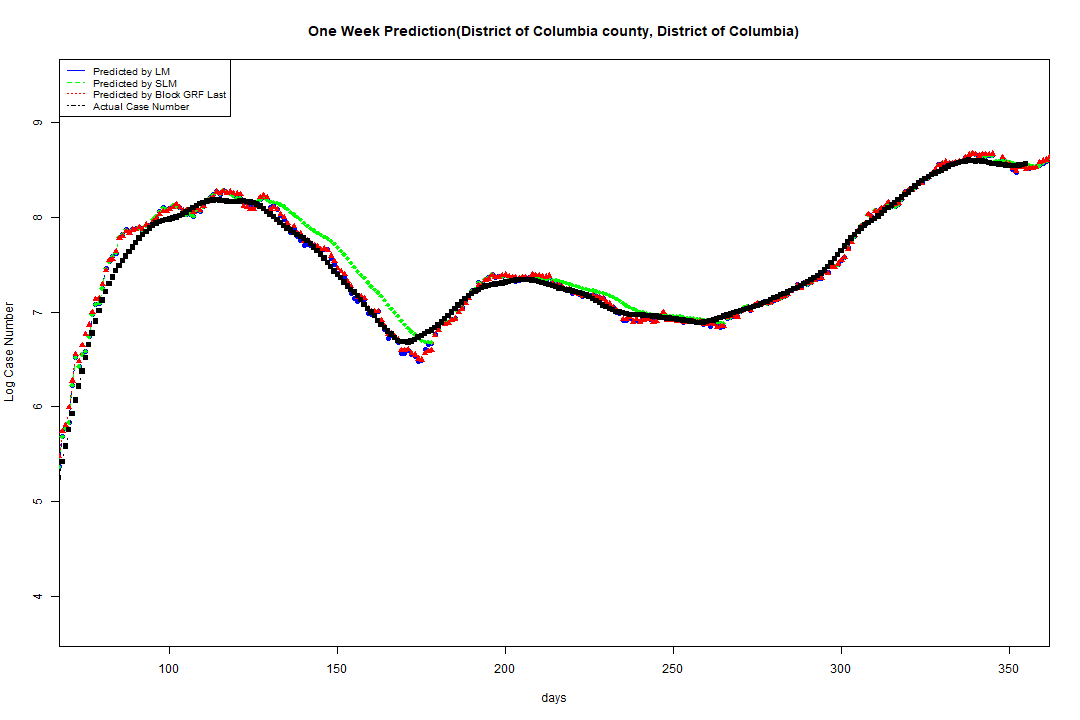 One Week Prediction(District of Columbia county, District of Columbia)
Predicted by LM
Predicted by SLM
Predicted by Block GRF Last
Actual Case Number
9
8
7
6
5
4
Log Case Number
100 150 200 250 300 350
days